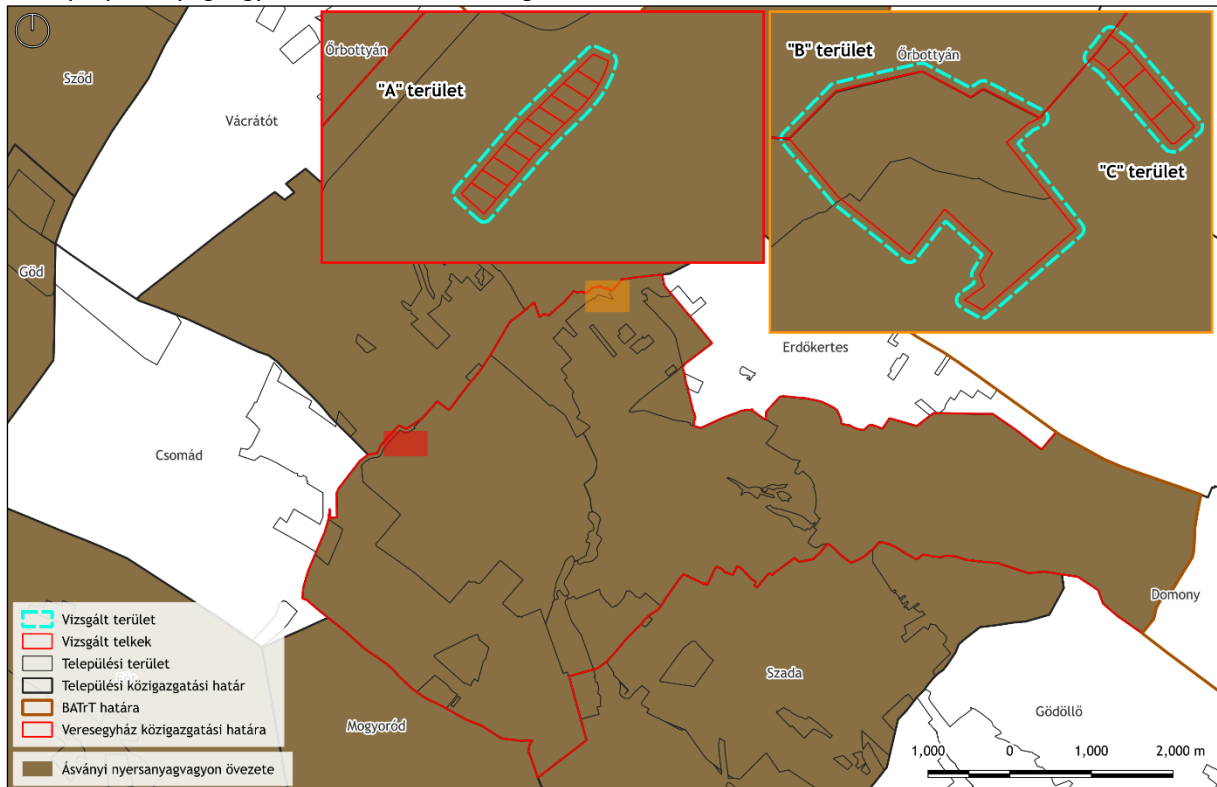 Sződ
Vácrátót
Őrbottyán
"A" terület
"B" terület
Őrbottyán
"C" terület
Göd
Erdőkertes
Csomád
Domony
Szada
Gödöllő
Mogyoród
Vizsgált terület
Vizsgált telkek
Települési terület
Települési közigazgatási határ
BATrT határa
Veresegyház közigazgatási határa
Ásványi nyersanyagvagyon övezete
1,000 0 1,000 2,000 m